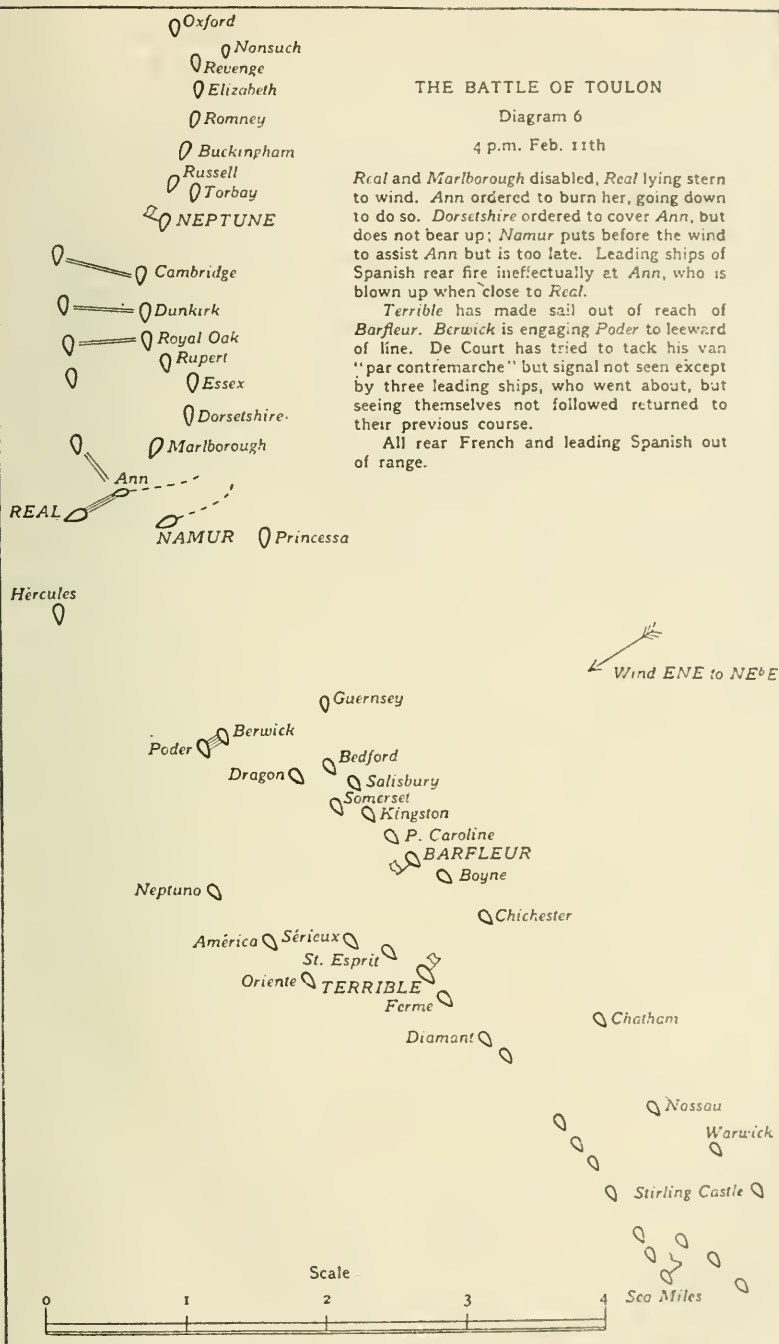 Oxford
Nonsuch
Revenge
Elizabeth
Romney
Buckingham
Russell
Torbay
NEPTUNE
THE BATTLE OF TOULON
Diagram 6
4 p.m. Feb. 11th
Real and Marlborough disabled, Real lying stern
to wind. Ann ordered to burn her, going down
to do so. Dorsetshire ordered to cover Ann, but
does not bear up; Namur puts before the wind
to assist Ann but is too late. Leading ships of
Spanish rear fire ineffectually at Ann, who is
blown up when close to Real.
Terrible has made sail out of reach of
Barfleur. Berwick is engaging Poder to leeward
of line. De Court has tried to tack his van
"par contremarche" but signal not seen except
by three leading ships, who went about, but
seeing themselves not followed returned to
their previous course.
All rear French and leading Spanish out
of range.
Cambridge
Dunkirk
Royal Oak
Rupert
Essex
Dorsetshire
Marlborough
Ann
REAL
NAMUR
Princessa
Hèrcules
Wind ENE to NEbE
Guernsey
Berwick
Poder
Bedford
Dragon
Salisbury
Somerset
Kingston
P. Caroline
BARFLEUR
Boyne
Neptuno
Chichester
América
Sérieux
St. Esprit
Oriente
TERRIBLE
Ferme
Chatham
Diamant
Nossau
Warwick
Stirling Castle
Scale
0 1 2 3 4
Sea Miles